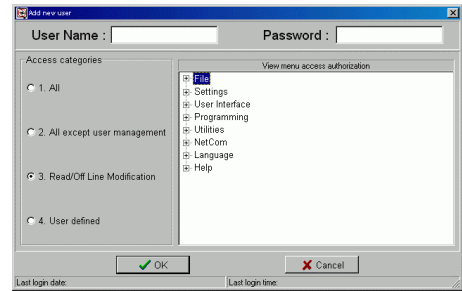 Add new user
User Name :
Password :
Access categories
1. All
2. All except user management
3. Read/Off Line Modification
4. User defined
View menu access authorization
File
Settings
User Interface
Programming
Utilities
NetCom
Language
Help
OK
Cancel
Last login date:
Last login time: